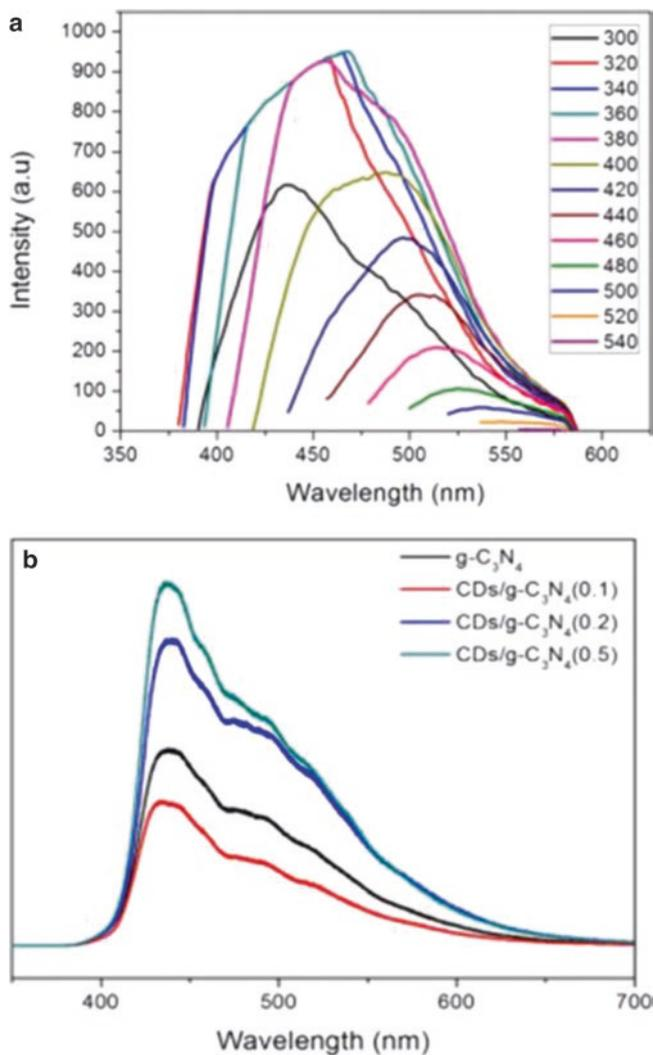 a
1000
900
800
700
600
500
400
300
200
100
0
Intensity (a.u)
350 400 450 500 550 600
Wavelength (nm)
300
320
340
360
380
400
420
440
460
480
500
520
540
b
g-C₃N₄
CDs/g-C₃N₄(0.1)
CDs/g-C₃N₄(0.2)
CDs/g-C₃N₄(0.5)
400 500 600 700
Wavelength (nm)